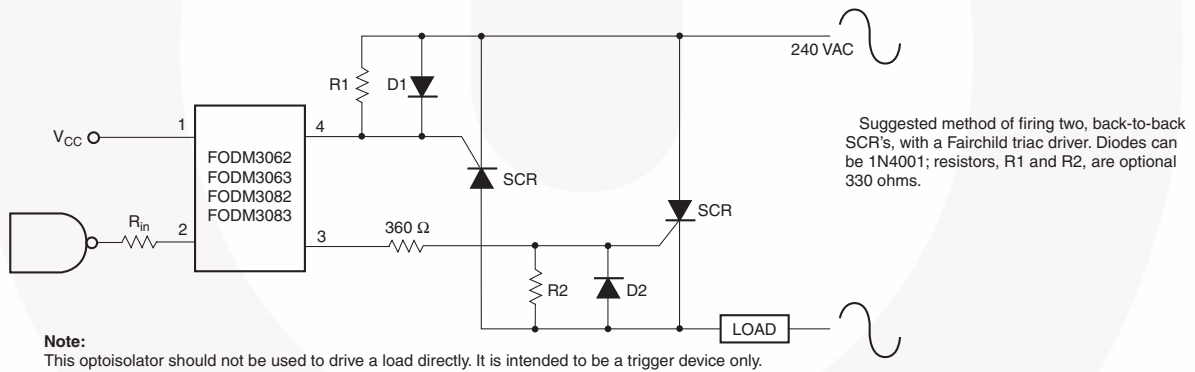 240 VAC
R1
D1
1
4
VCC
FODM3062
FODM3063
FODM3082
FODM3083
SCR
Suggested method of firing two, back-to-back
SCR's, with a Fairchild triac driver. Diodes can
be 1N4001; resistors, R1 and R2, are optional
330 ohms.
SCR
Rin
2
3
360 Ω
R2
D2
LOAD
Note:
This optoisolator should not be used to drive a load directly. It is intended to be a trigger device only.